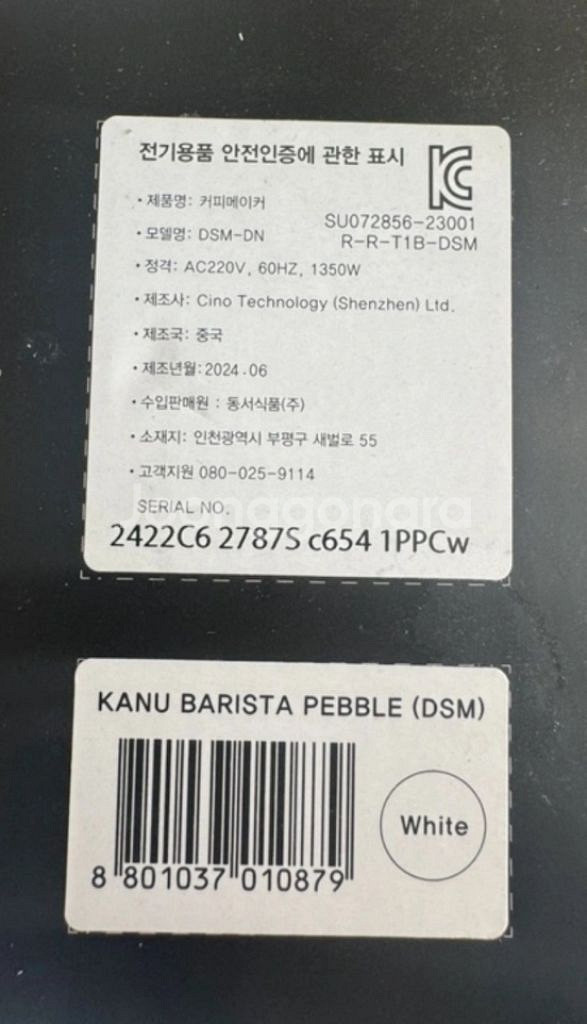 전기용품 안전인증에 관한 표시
KC
• 제품명: 커피메이커
SU072856-23001
• 모델명: DSM-DN
R-R-T1B-DSM
• 정격: AC220V, 60HZ, 1350W
• 제조사: Cino Technology (Shenzhen) Ltd.
• 제조국: 중국
• 제조년월: 2024.06
• 수입판매원 : 동서식품(주)
• 소재지: 인천광역시 부평구 새벌로 55
• 고객지원 080-025-9114
SERIAL NO.
2422C6 2787S c654 1PPCw
KANU BARISTA PEBBLE (DSM)
White
8 801037 010879